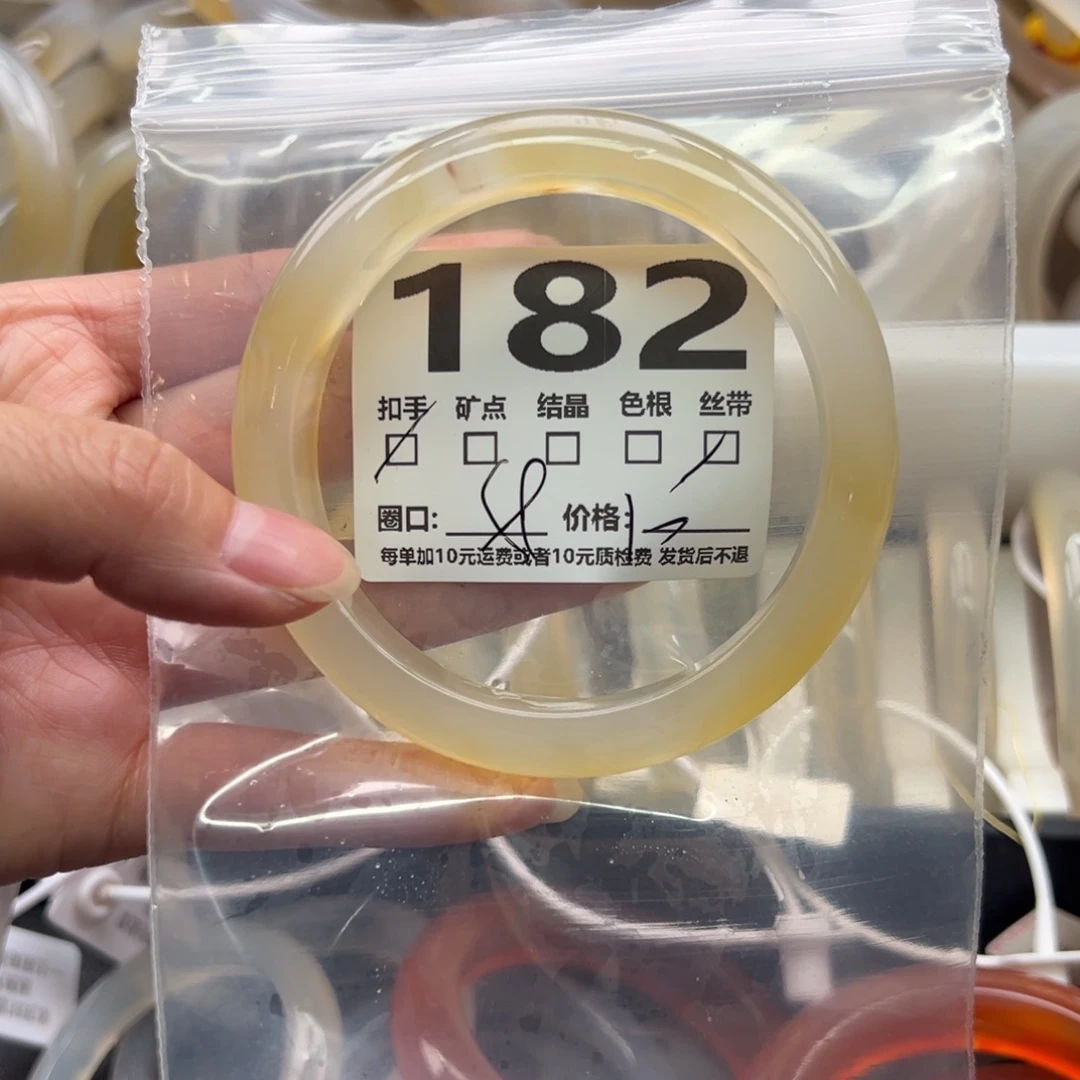 182
扣手 矿点 结晶 色根 丝带
圈口: 58 价格:
每单加10元运费或者10元质检费 发货后不退